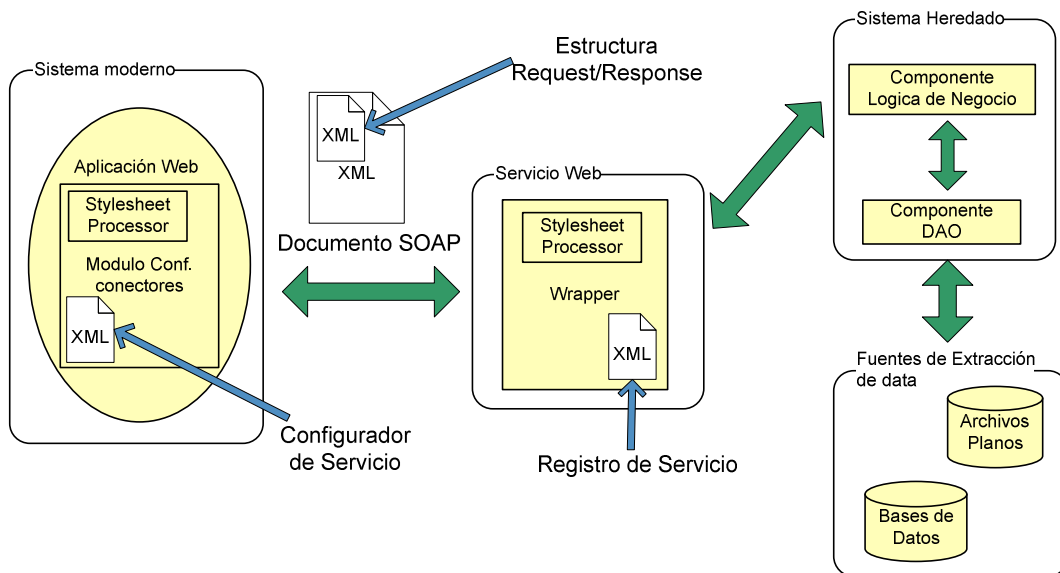 Sistema moderno
Aplicación Web
Stylesheet
Processor
Modulo Conf.
conectores
XML
Configurador
de Servicio
Estructura
Request/Response
XML
XML
Documento SOAP
Servicio Web
Stylesheet
Processor
Wrapper
XML
Registro de Servicio
Sistema Heredado
Componente
Logica de Negocio
Componente
DAO
Fuentes de Extracción
de data
Archivos
Planos
Bases de
Datos